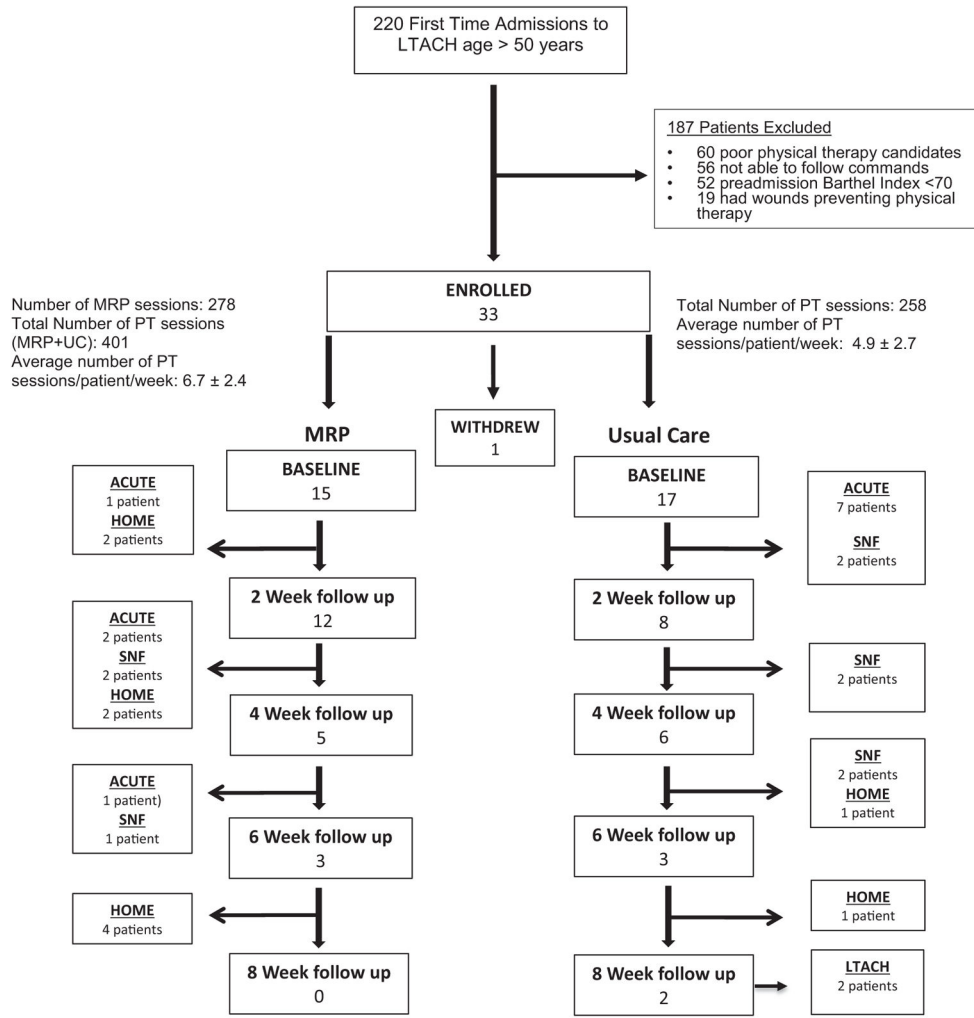 220 First Time Admissions to
LTACH age > 50 years
187 Patients Excluded
• 60 poor physical therapy candidates
• 56 not able to follow commands
• 52 preadmission Barthel Index <70
• 19 had wounds preventing physical
therapy
ENROLLED
33
Number of MRP sessions: 278
Total Number of PT sessions
(MRP+UC): 401
Average number of PT
sessions/patient/week: 6.7 ± 2.4
Total Number of PT sessions: 258
Average number of PT
sessions/patient/week: 4.9 ± 2.7
WITHDREW
1
MRP
BASELINE
15
ACUTE
1 patient
HOME
2 patients
2 Week follow up
12
ACUTE
2 patients
SNF
2 patients
HOME
2 patients
4 Week follow up
5
ACUTE
1 patient)
SNF
1 patient
6 Week follow up
3
HOME
4 patients
8 Week follow up
0
Usual Care
BASELINE
17
ACUTE
7 patients
SNF
2 patients
2 Week follow up
8
SNF
2 patients
4 Week follow up
6
SNF
2 patients
HOME
1 patient
6 Week follow up
3
HOME
1 patient
8 Week follow up
2
LTACH
2 patients